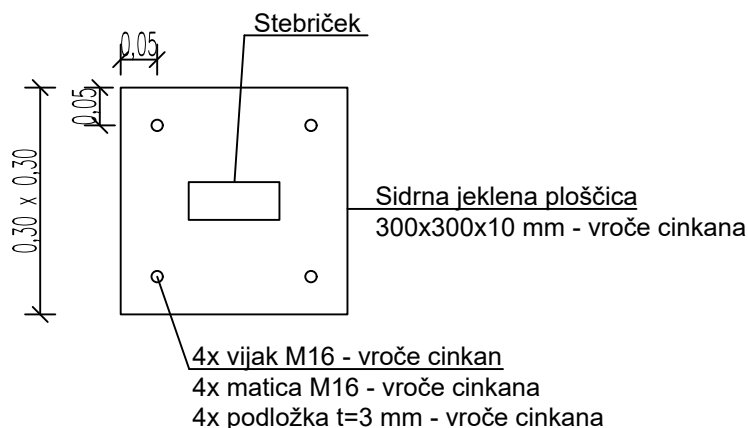 Stebriček
0,05
0,05
0,30 x 0,30
Sidrna jeklena ploščica
300x300x10 mm - vroče cinkana
4x vijak M16 - vroče cinkan
4x matica M16 - vroče cinkana
4x podložka t=3 mm - vroče cinkana